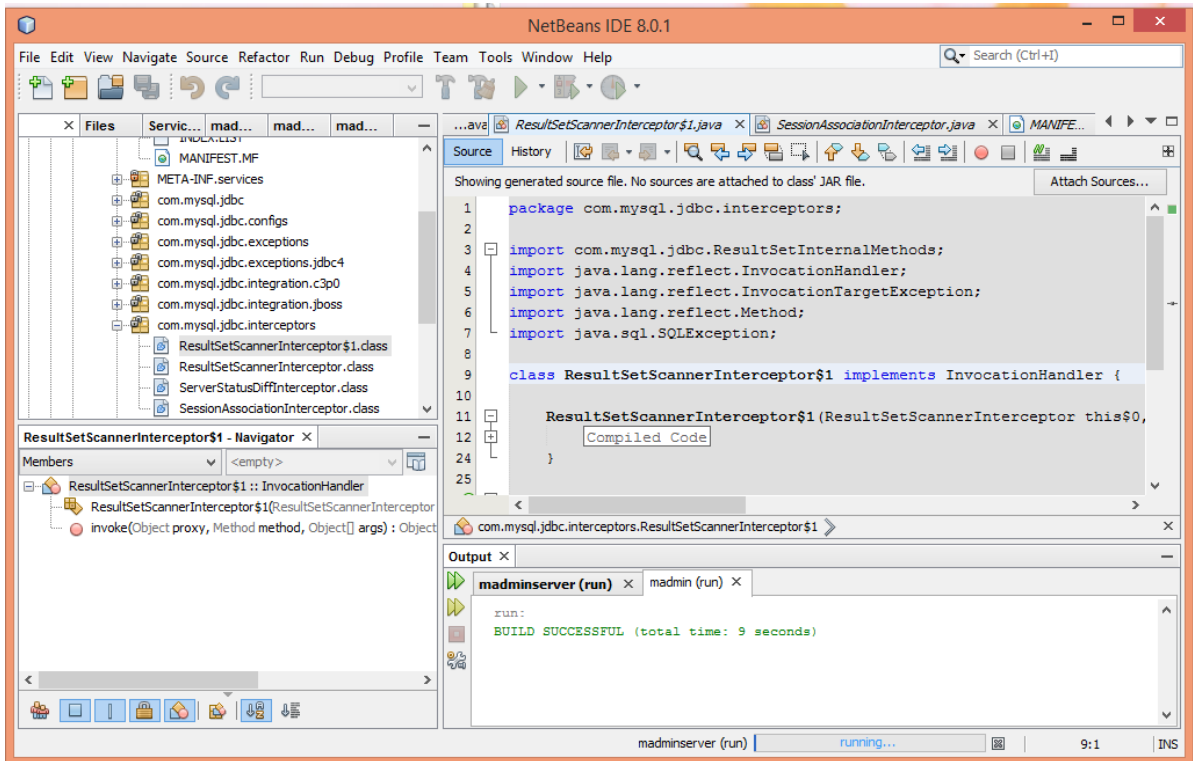 NetBeans IDE 8.0.1
File Edit View Navigate Source Refactor Run Debug Profile Team Tools Window Help
Search (Ctrl+I)
Files Servic... mad... mad... mad...
INDEX.LIST
MANIFEST.MF
META-INF.services
com.mysql.jdbc
com.mysql.jdbc.configs
com.mysql.jdbc.exceptions
com.mysql.jdbc.exceptions.jdbc4
com.mysql.jdbc.integration.c3p0
com.mysql.jdbc.integration.jboss
com.mysql.jdbc.interceptors
ResultSetScannerInterceptor$1.class
ResultSetScannerInterceptor.class
ServerStatusDiffInterceptor.class
SessionAssociationInterceptor.class
ResultSetScannerInterceptor$1 - Navigator
Members <empty>
ResultSetScannerInterceptor$1 :: InvocationHandler
ResultSetScannerInterceptor$1(ResultSetScannerInterceptor
invoke(Object proxy, Method method, Object[] args) : Object
...ava ResultSetScannerInterceptor$1.java SessionAssociationInterceptor.java MANIFE...
Source History
Showing generated source file. No sources are attached to class' JAR file. Attach Sources...
1 package com.mysql.jdbc.interceptors;
2
3 import com.mysql.jdbc.ResultSetInternalMethods;
4 import java.lang.reflect.InvocationHandler;
5 import java.lang.reflect.InvocationTargetException;
6 import java.lang.reflect.Method;
7 import java.sql.SQLException;
8
9 class ResultSetScannerInterceptor$1 implements InvocationHandler {
10
11 ResultSetScannerInterceptor$1(ResultSetScannerInterceptor this$0,
12 Compiled Code
24 }
25
com.mysql.jdbc.interceptors.ResultSetScannerInterceptor$1
Output
madminserver (run) madmin (run)
run:
BUILD SUCCESSFUL (total time: 9 seconds)
madminserver (run) running... 9:1 INS